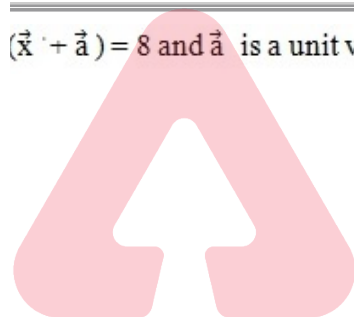 (x⃗ + a⃗) = 8 and a⃗ is a unit